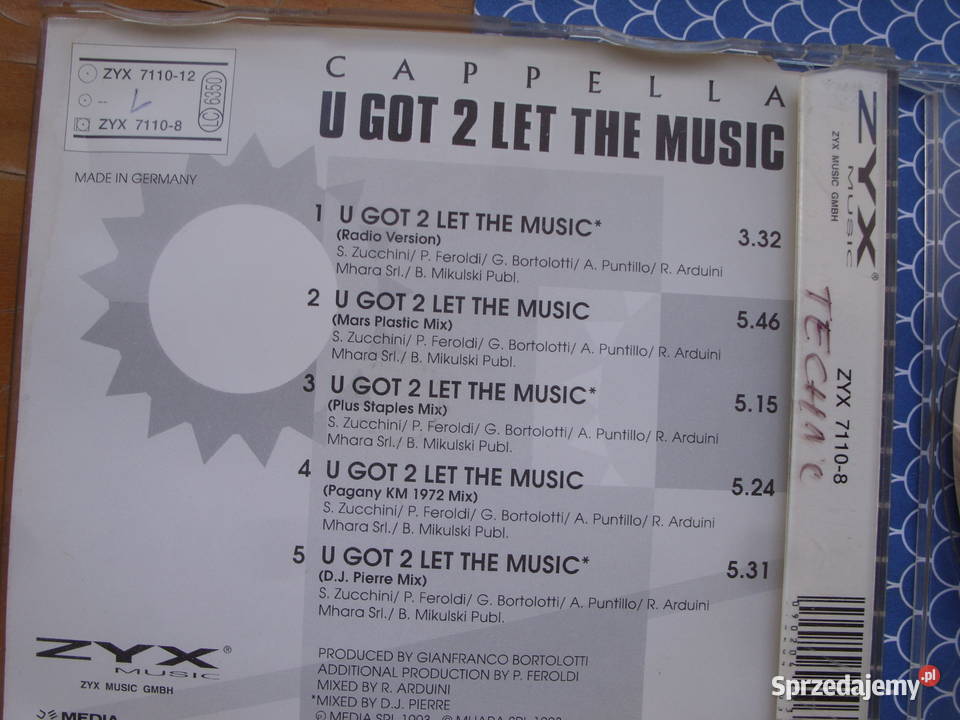 ZYX 7110-12
--
ZYX 7110-8
LC 6350
MADE IN GERMANY
CAPPELLA
U GOT 2 LET THE MUSIC
1 U GOT 2 LET THE MUSIC* 3.32
(Radio Version)
S. Zucchini/ P. Feroldi/ G. Bortolotti/ A. Puntillo/ R. Arduini
Mhara Srl./ B. Mikulski Publ.
2 U GOT 2 LET THE MUSIC 5.46
(Mars Plastic Mix)
S. Zucchini/ P. Feroldi/ G. Bortolotti/ A. Puntillo/ R. Arduini
Mhara Srl./ B. Mikulski Publ.
3 U GOT 2 LET THE MUSIC* 5.15
(Plus Staples Mix)
S. Zucchini/ P. Feroldi/ G. Bortolotti/ A. Puntillo/ R. Arduini
Mhara Srl./ B. Mikulski Publ.
4 U GOT 2 LET THE MUSIC 5.24
(Pagany KM 1972 Mix)
S. Zucchini/ P. Feroldi/ G. Bortolotti/ A. Puntillo/ R. Arduini
Mhara Srl./ B. Mikulski Publ.
5 U GOT 2 LET THE MUSIC* 5.31
(D.J. Pierre Mix)
S. Zucchini/ P. Feroldi/ G. Bortolotti/ A. Puntillo/ R. Arduini
Mhara Srl./ B. Mikulski Publ.
PRODUCED BY GIANFRANCO BORTOLOTTI
ADDITIONAL PRODUCTION BY P. FEROLDI
MIXED BY R. ARDUINI
*MIXED BY D.J. PIERRE
℗ MEDIA SRL 1993
ZYX®
MUSIC
ZYX MUSIC GMBH
MEDIA
ZYX®
MUSIC
ZYX MUSIC GMBH
ZYX 7110-8
Sprzedajemy.pl